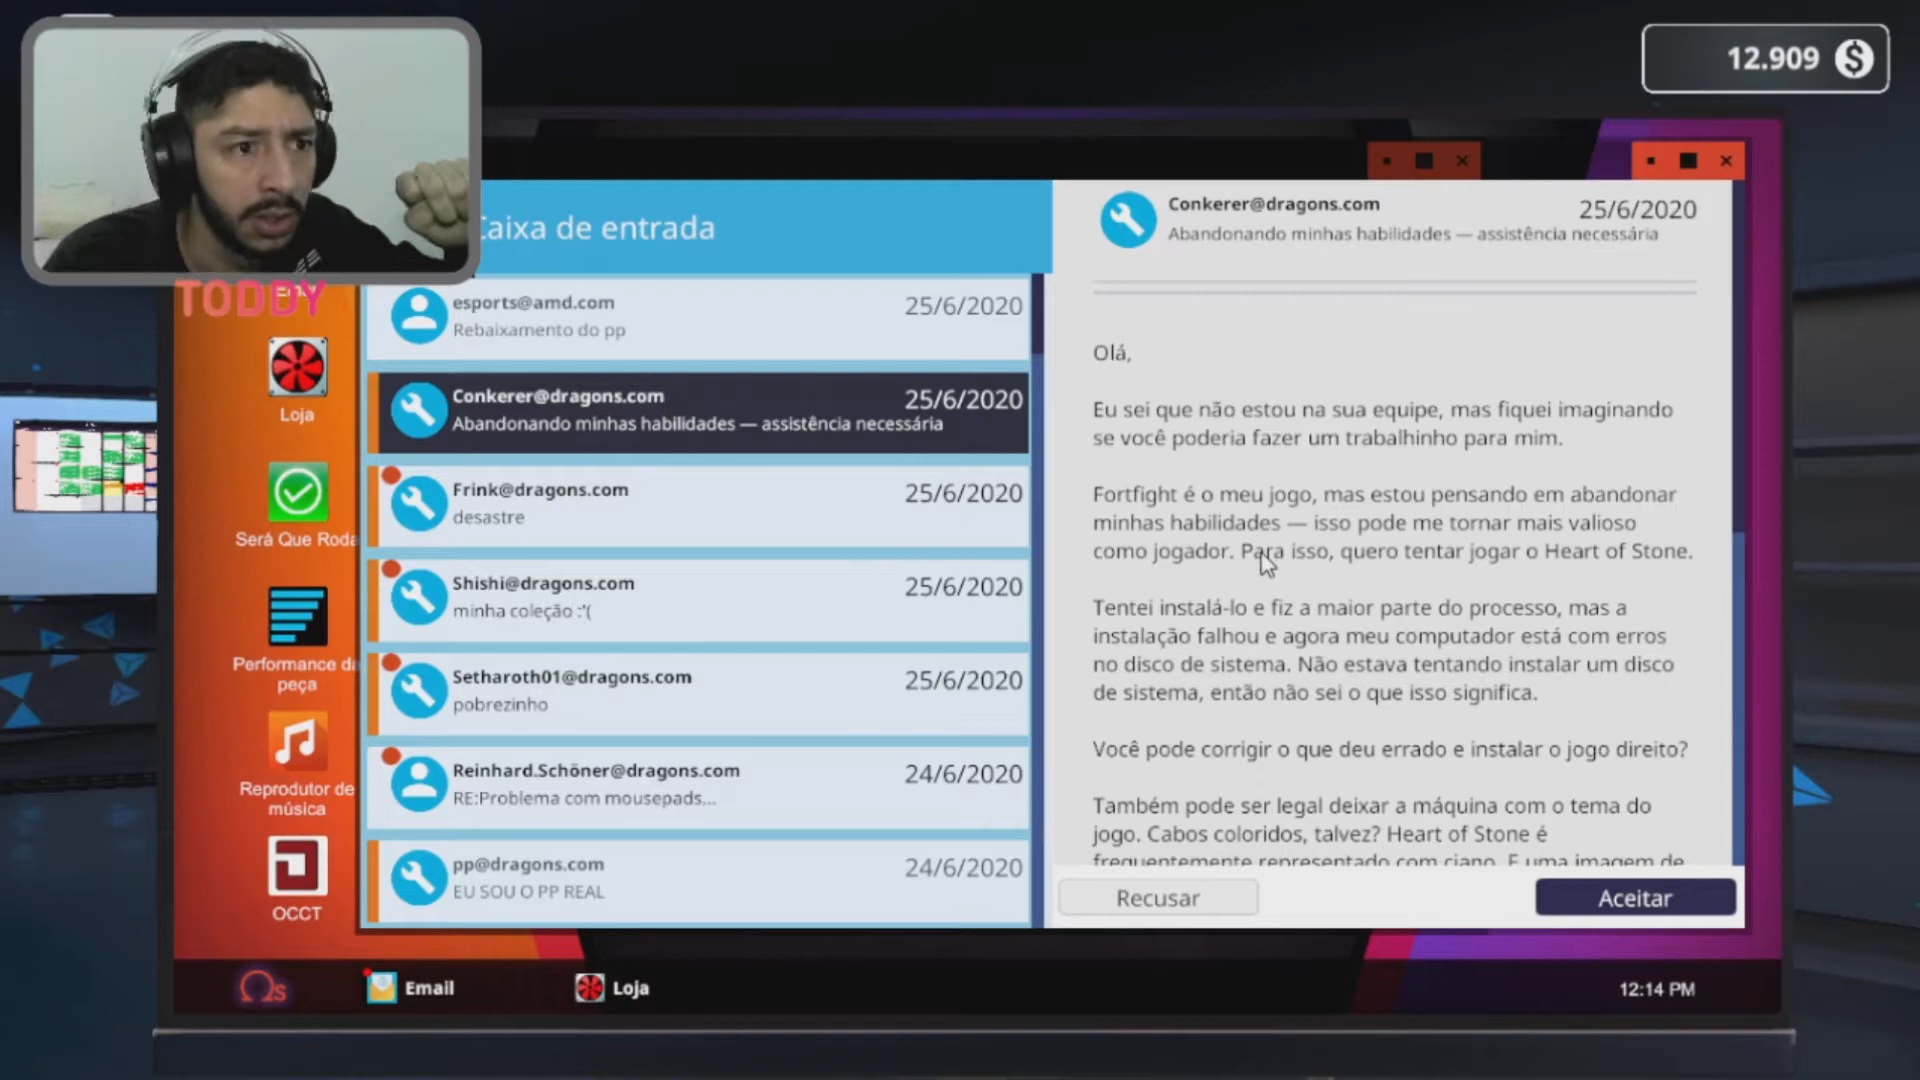 12.909
TODDY
Loja
Será Que Roda
Performance da
peça
Reprodutor de
música
OCCT
Caixa de entrada
esports@amd.com 25/6/2020
Rebaixamento do pp
Conkerer@dragons.com 25/6/2020
Abandonando minhas habilidades — assistência necessária
Frink@dragons.com 25/6/2020
desastre
Shishi@dragons.com 25/6/2020
minha coleção :'(
Setharoth01@dragons.com 25/6/2020
pobrezinho
Reinhard.Schöner@dragons.com 24/6/2020
RE:Problema com mousepads...
pp@dragons.com 24/6/2020
EU SOU O PP REAL
Conkerer@dragons.com 25/6/2020
Abandonando minhas habilidades — assistência necessária
Olá,
Eu sei que não estou na sua equipe, mas fiquei imaginando
se você poderia fazer um trabalhinho para mim.
Fortfight é o meu jogo, mas estou pensando em abandonar
minhas habilidades — isso pode me tornar mais valioso
como jogador. Para isso, quero tentar jogar o Heart of Stone.
Tentei instalá-lo e fiz a maior parte do processo, mas a
instalação falhou e agora meu computador está com erros
no disco de sistema. Não estava tentando instalar um disco
de sistema, então não sei o que isso significa.
Você pode corrigir o que deu errado e instalar o jogo direito?
Também pode ser legal deixar a máquina com o tema do
jogo. Cabos coloridos, talvez? Heart of Stone é
frequentemente representado com ciano. E uma imagem de
Recusar Aceitar
Email Loja 12:14 PM